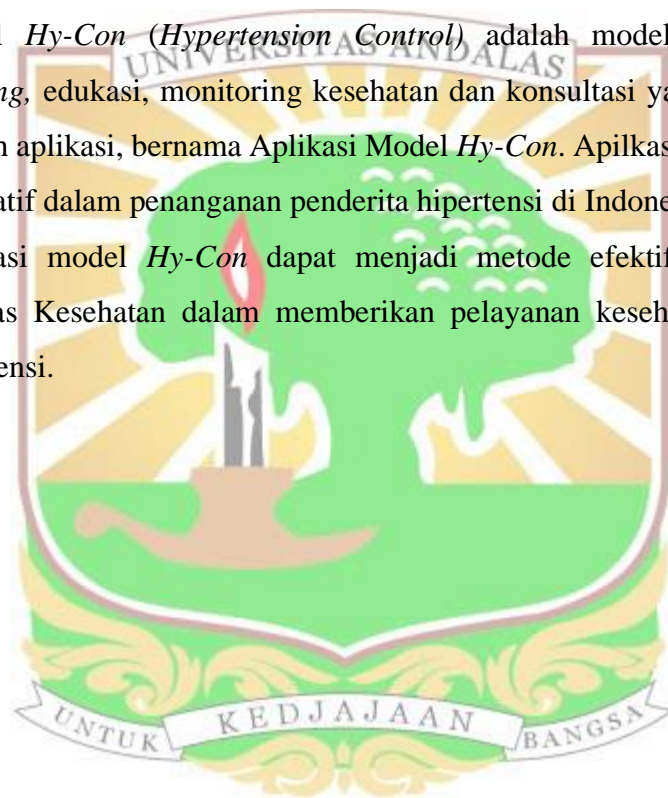 l Hy-Con (Hypertension Control) adalah model
UNIVERSITAS ANDALAS
ng, edukasi, monitoring kesehatan dan konsultasi ya
n aplikasi, bernama Aplikasi Model Hy-Con. Apilkas
atif dalam penanganan penderita hipertensi di Indone
asi model Hy-Con dapat menjadi metode efektif
as Kesehatan dalam memberikan pelayanan keseh
ensi.
UNTUK KEDJAJAAN BANGSA